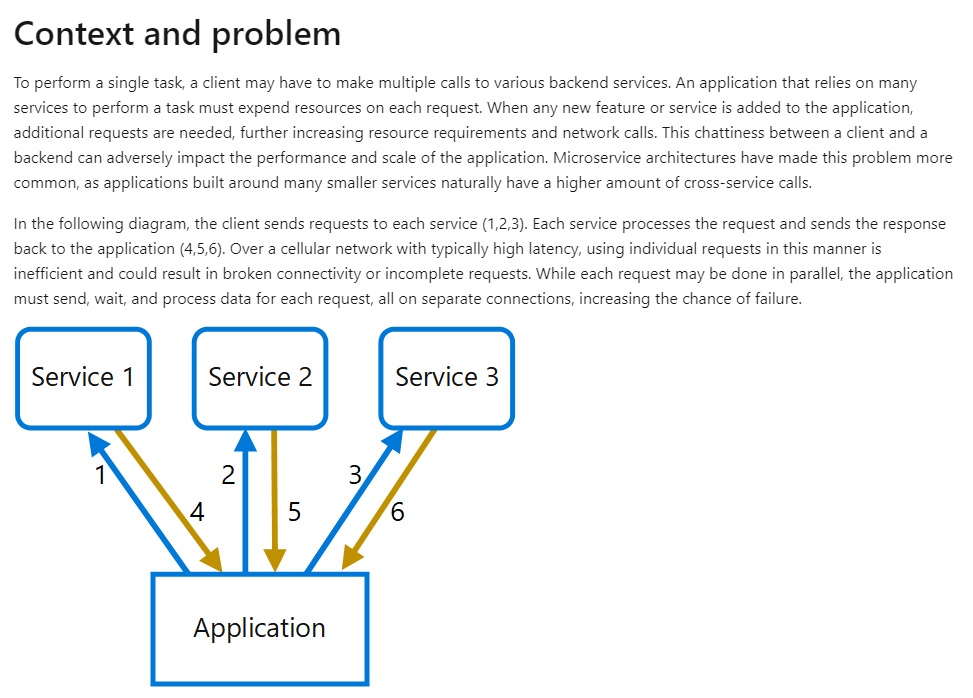 Context and problem
To perform a single task, a client may have to make multiple calls to various backend services. An application that relies on many
services to perform a task must expend resources on each request. When any new feature or service is added to the application,
additional requests are needed, further increasing resource requirements and network calls. This chattiness between a client and a
backend can adversely impact the performance and scale of the application. Microservice architectures have made this problem more
common, as applications built around many smaller services naturally have a higher amount of cross-service calls.
In the following diagram, the client sends requests to each service (1,2,3). Each service processes the request and sends the response
back to the application (4,5,6). Over a cellular network with typically high latency, using individual requests in this manner is
inefficient and could result in broken connectivity or incomplete requests. While each request may be done in parallel, the application
must send, wait, and process data for each request, all on separate connections, increasing the chance of failure.
Service 1
Service 2
Service 3
1
2
3
4
5
6
Application